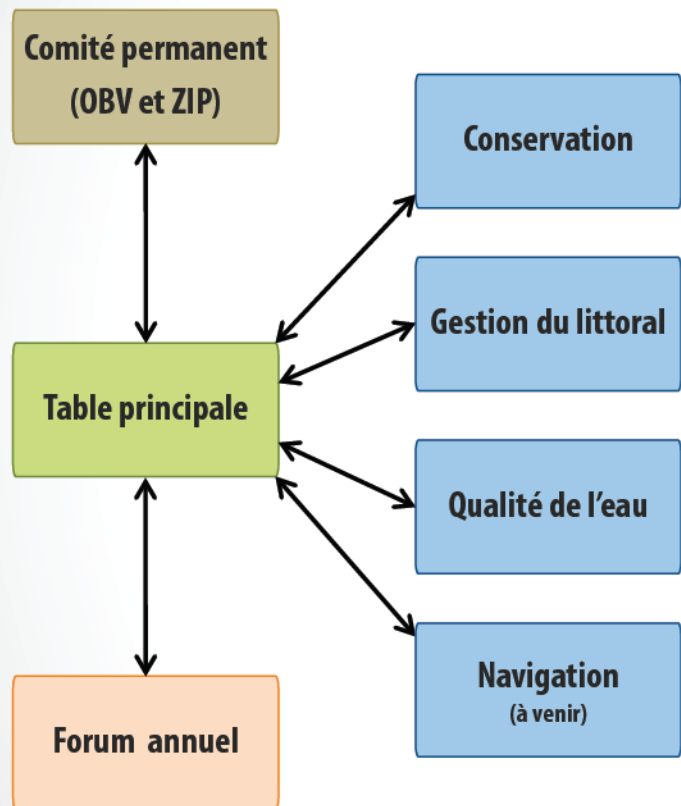 Comité permanent
(OBV et ZIP)
Conservation
Gestion du littoral
Table principale
Qualité de l'eau
Navigation
(à venir)
Forum annuel